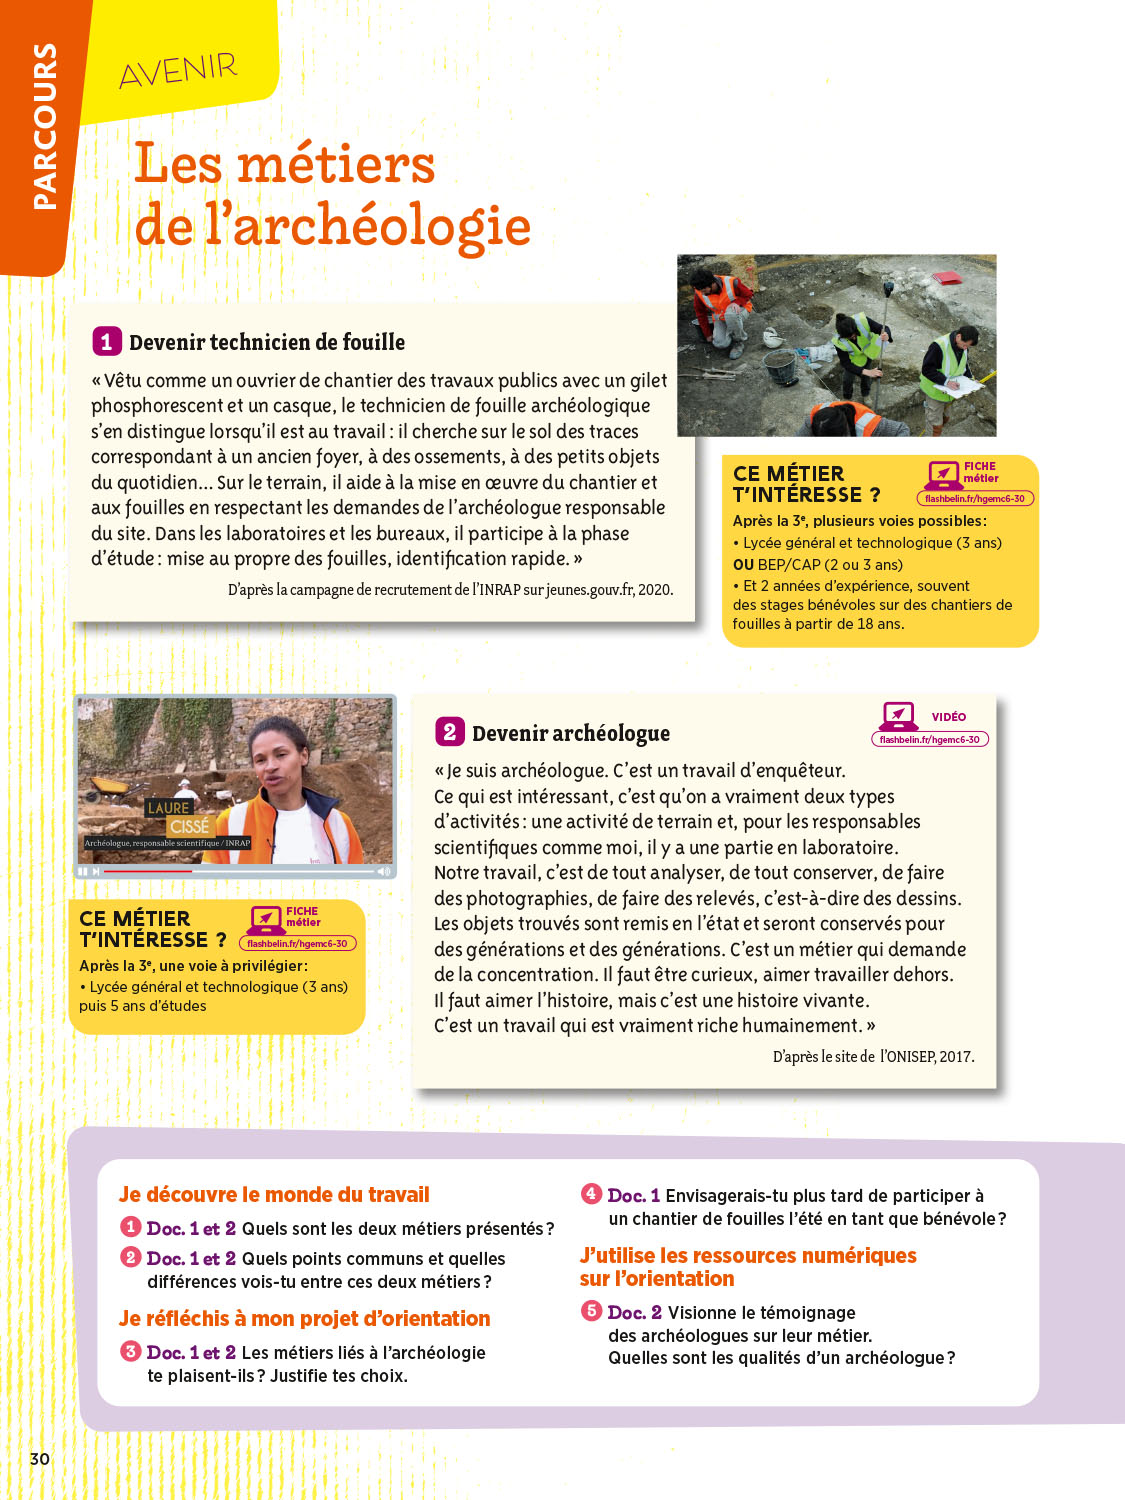 PARCOURS
AVENIR
Les métiers
de l'archéologie
1 Devenir technicien de fouille
« Vêtu comme un ouvrier de chantier des travaux publics avec un gilet
phosphorescent et un casque, le technicien de fouille archéologique
s'en distingue lorsqu'il est au travail : il cherche sur le sol des traces
correspondant à un ancien foyer, à des ossements, à des petits objets
du quotidien... Sur le terrain, il aide à la mise en œuvre du chantier et
aux fouilles en respectant les demandes de l'archéologue responsable
du site. Dans les laboratoires et les bureaux, il participe à la phase
d'étude : mise au propre des fouilles, identification rapide. »
D'après la campagne de recrutement de l'INRAP sur jeunes.gouv.fr, 2020.
CE MÉTIER
T'INTÉRESSE ?
FICHE
métier
flashbelin.fr/hgemc6-30
Après la 3e, plusieurs voies possibles :
• Lycée général et technologique (3 ans)
OU BEP/CAP (2 ou 3 ans)
• Et 2 années d'expérience, souvent
des stages bénévoles sur des chantiers de
fouilles à partir de 18 ans.
LAURE
CISSÉ
Archéologue, responsable scientifique / INRAP
CE MÉTIER
T'INTÉRESSE ?
FICHE
métier
flashbelin.fr/hgemc6-30
Après la 3e, une voie à privilégier :
• Lycée général et technologique (3 ans)
puis 5 ans d'études
2 Devenir archéologue
VIDÉO
flashbelin.fr/hgemc6-30
« Je suis archéologue. C'est un travail d'enquêteur.
Ce qui est intéressant, c'est qu'on a vraiment deux types
d'activités : une activité de terrain et, pour les responsables
scientifiques comme moi, il y a une partie en laboratoire.
Notre travail, c'est de tout analyser, de tout conserver, de faire
des photographies, de faire des relevés, c'est-à-dire des dessins.
Les objets trouvés sont remis en l'état et seront conservés pour
des générations et des générations. C'est un métier qui demande
de la concentration. Il faut être curieux, aimer travailler dehors.
Il faut aimer l'histoire, mais c'est une histoire vivante.
C'est un travail qui est vraiment riche humainement. »
D'après le site de l'ONISEP, 2017.
Je découvre le monde du travail
1 Doc. 1 et 2 Quels sont les deux métiers présentés ?
2 Doc. 1 et 2 Quels points communs et quelles
différences vois-tu entre ces deux métiers ?
Je réfléchis à mon projet d'orientation
3 Doc. 1 et 2 Les métiers liés à l'archéologie
te plaisent-ils ? Justifie tes choix.
4 Doc. 1 Envisagerais-tu plus tard de participer à
un chantier de fouilles l'été en tant que bénévole ?
J'utilise les ressources numériques
sur l'orientation
5 Doc. 2 Visionne le témoignage
des archéologues sur leur métier.
Quelles sont les qualités d'un archéologue ?
30